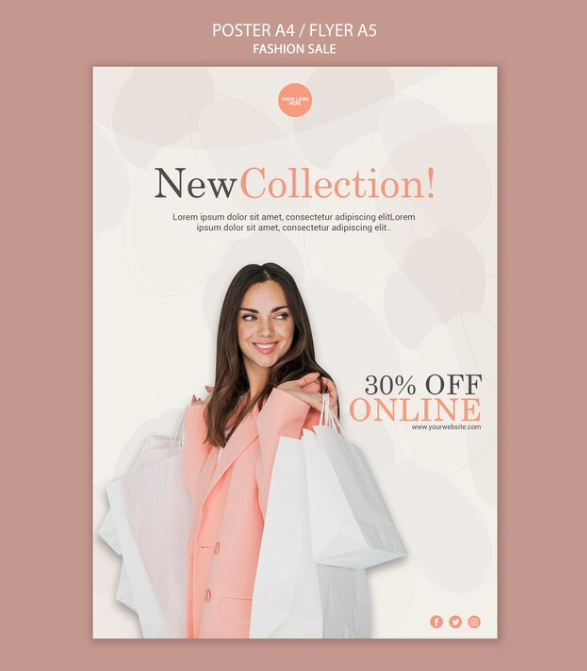 POSTER A4 / FLYER A5
FASHION SALE
YOUR LOGO
HERE
NewCollection!
Lorem ipsum dolor sit amet, consectetur adipiscing elitLorem
ipsum dolor sit amet, consectetur adipiscing elit..
30% OFF
ONLINE
www.yourwebsite.com